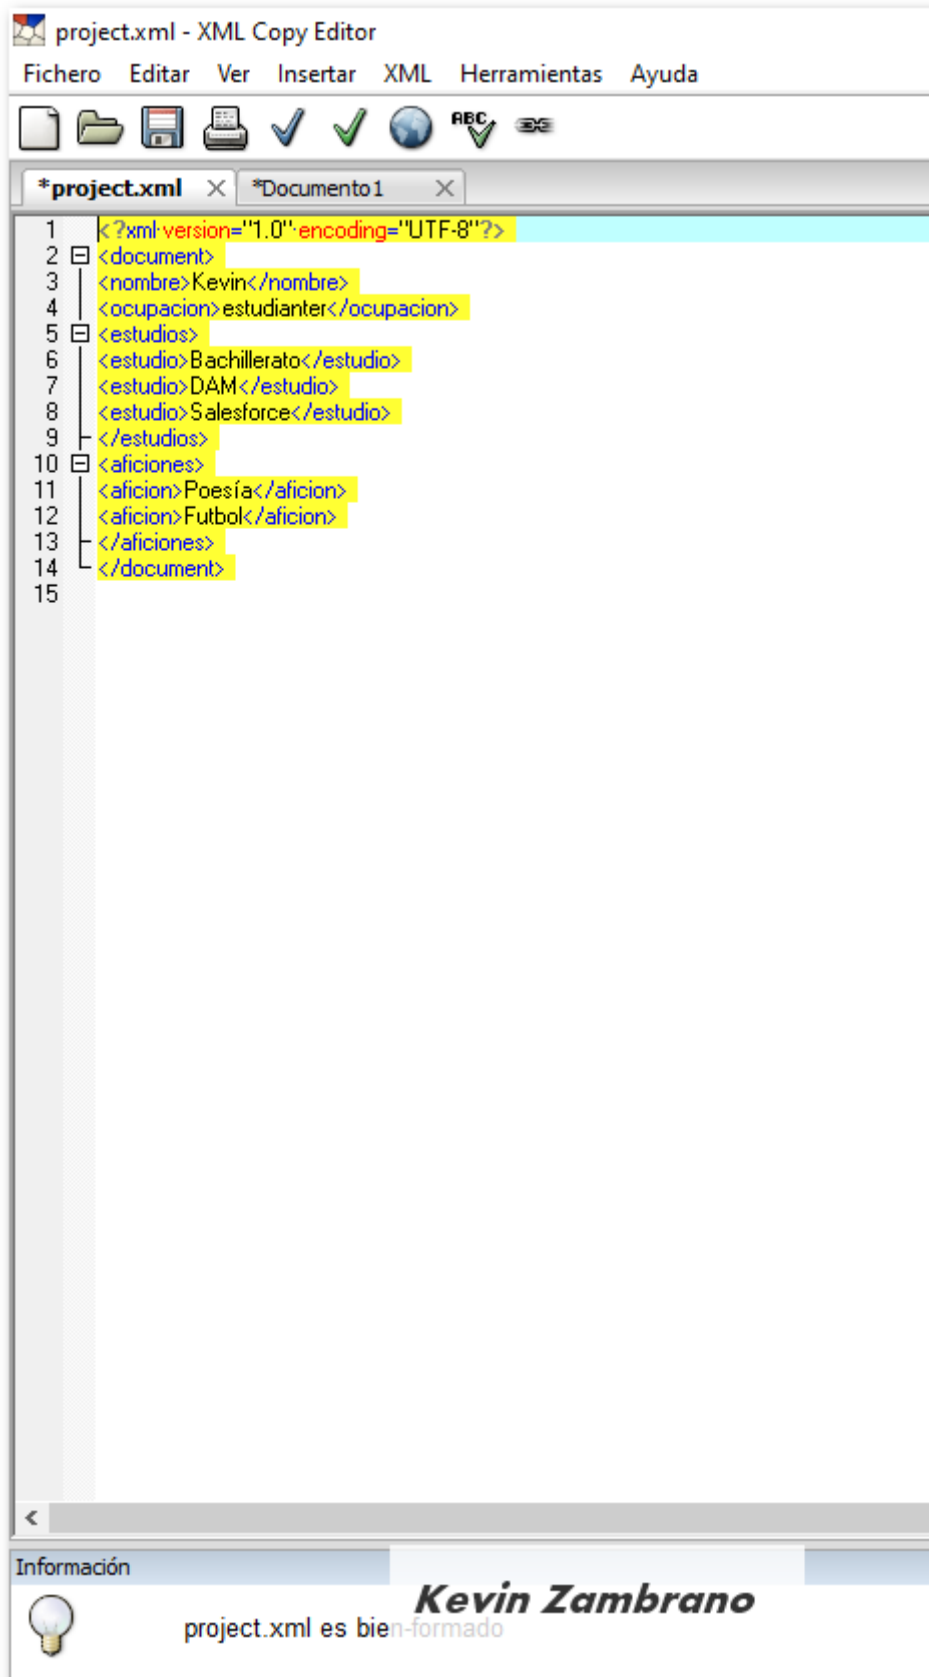 project.xml - XML Copy Editor
Fichero Editar Ver Insertar XML Herramientas Ayuda
ABC
*project.xml *Documento1
1 <?xml version="1.0" encoding="UTF-8"?>
2 <document>
3 <nombre>Kevin</nombre>
4 <ocupacion>estudianter</ocupacion>
5 <estudios>
6 <estudio>Bachillerato</estudio>
7 <estudio>DAM</estudio>
8 <estudio>Salesforce</estudio>
9 </estudios>
10 <aficiones>
11 <aficion>Poesía</aficion>
12 <aficion>Futbol</aficion>
13 </aficiones>
14 </document>
15
Información
Kevin Zambrano
project.xml es bien-formado